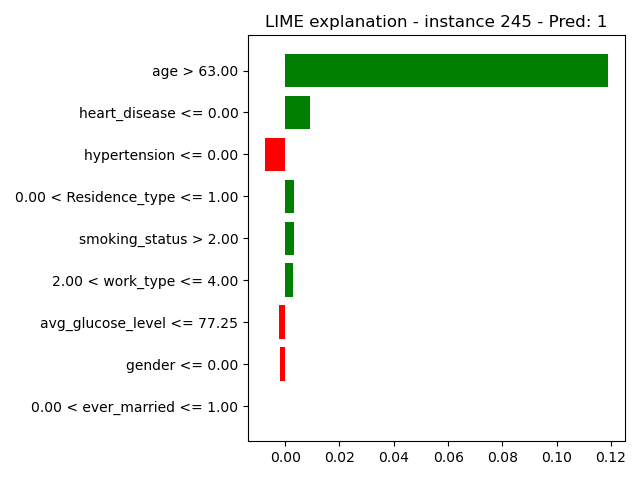 LIME explanation - instance 245 - Pred: 1
age > 63.00
heart_disease <= 0.00
hypertension <= 0.00
0.00 < Residence_type <= 1.00
smoking_status > 2.00
2.00 < work_type <= 4.00
avg_glucose_level <= 77.25
gender <= 0.00
0.00 < ever_married <= 1.00
0.00 0.02 0.04 0.06 0.08 0.10 0.12